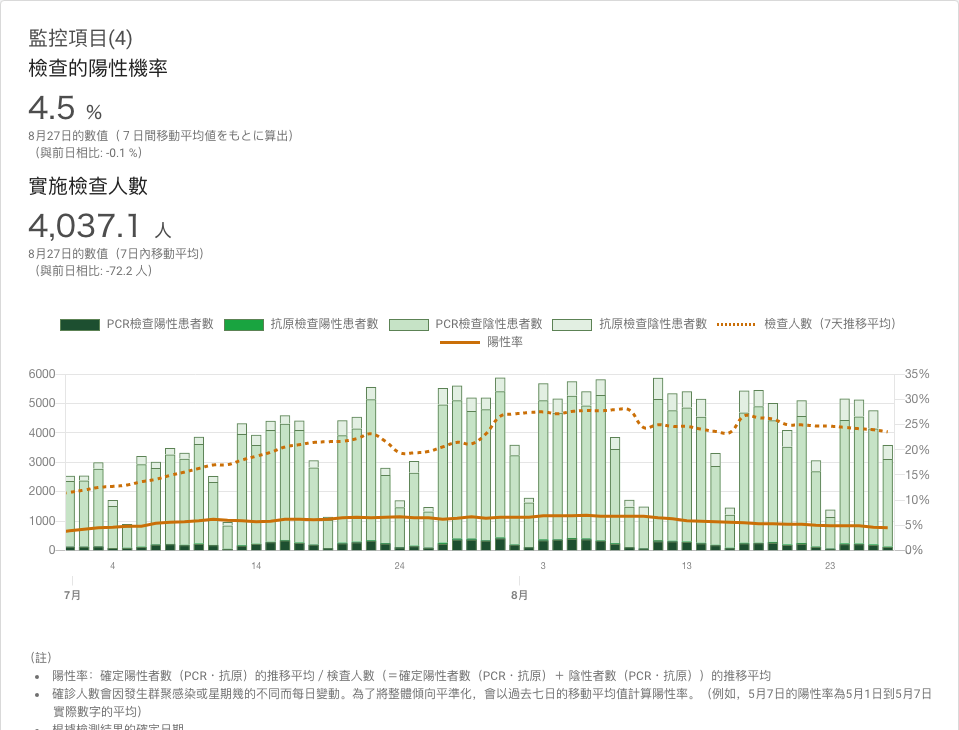 監控項目(4)
檢查的陽性機率
4.5 %
8月27日的數值（７日間移動平均値をもとに算出）
（與前日相比: -0.1 %）
實施檢查人數
4,037.1 人
8月27日的數值（7日內移動平均）
（與前日相比: -72.2 人）
PCR檢查陽性患者數 抗原檢查陽性患者數 PCR檢查陰性患者數 抗原檢查陰性患者數 檢查人數（7天推移平均）
陽性率
6000 35%
5000 30%
4000 25%
3000 20%
2000 15%
1000 10%
0 5%
0%
4 14 24 3 13 23
7月 8月
（註）
• 陽性率：確定陽性者數（PCR・抗原）的推移平均 / 檢查人數（＝確定陽性者數（PCR・抗原）＋ 陰性者數（PCR・抗原））的推移平均
• 確診人數會因發生群聚感染或星期幾的不同而每日變動。為了將整體傾向平準化，會以過去七日的移動平均值計算陽性率。（例如，5月7日的陽性率為5月1日到5月7日
實際數字的平均）
• 根據檢測結果的確定日期